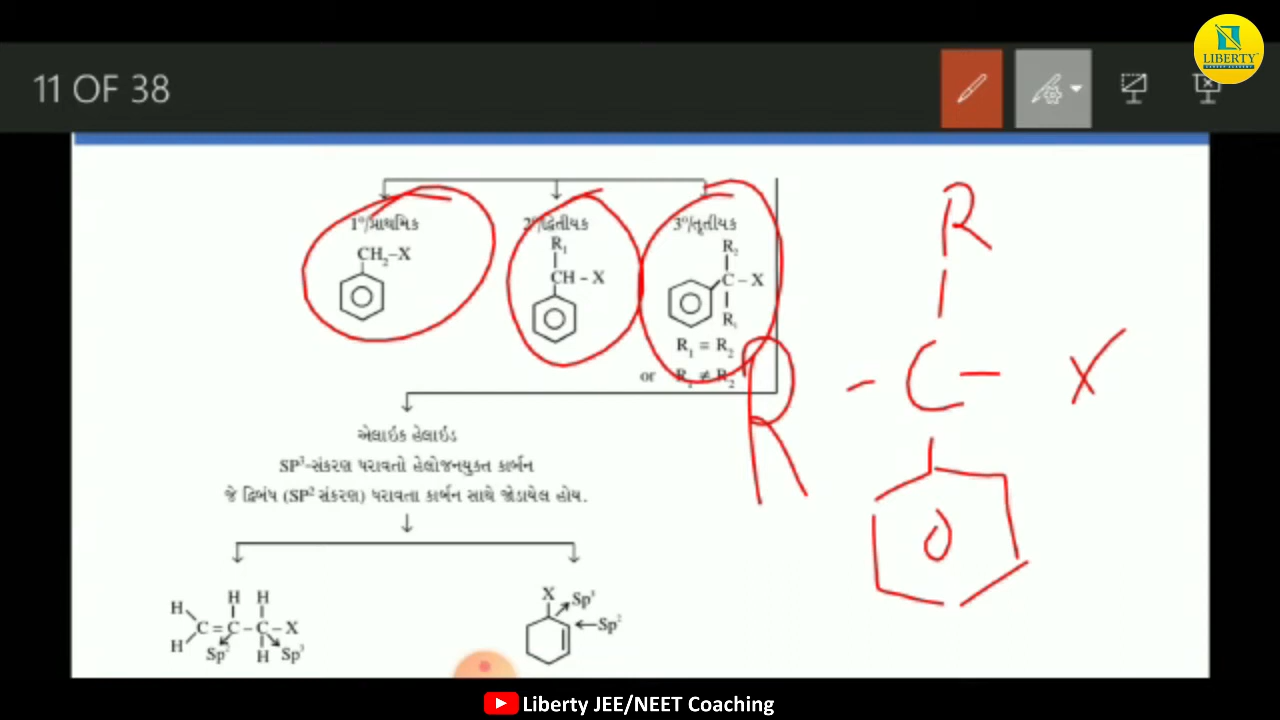 LIBERTY
11 OF 38
1°/પ્રાથમિક
CH₂–X
2°/દ્વિતીયક
R₁
CH – X
3°/તૃતીયક
R₂
C – X
R₁
R₁ = R₂
or R₁ ≠ R₂
R
R – C – X
એલાઇક હેલાઇડ
SP³-સંકરણ ધરાવતો હેલોજનયુક્ત કાર્બન
જે દ્વિબંધ (SP² સંકરણ) ધરાવતા કાર્બન સાથે જોડાયેલ હોય.
H H H
C = C – C – X
H Sp² H Sp³
X Sp³
Sp²
Liberty JEE/NEET Coaching